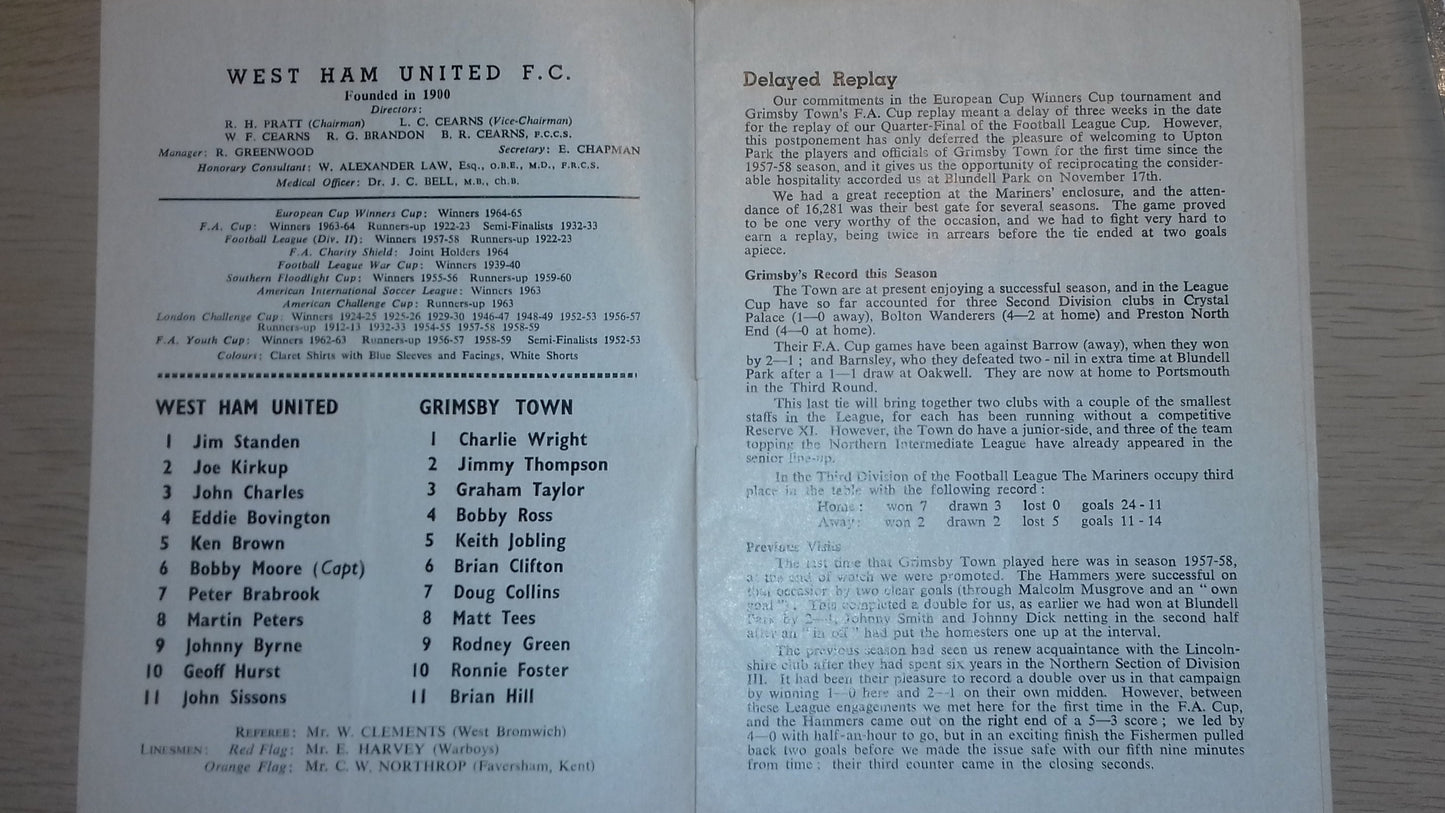 WEST HAM UNITED F.C.
Founded in 1900
Directors:
R. H. PRATT (Chairman) L. C. CEARNS (Vice-Chairman)
W. F. CEARNS R. G. BRANDON B. R. CEARNS, F.C.C.S.
Manager: R. GREENWOOD Secretary: E. CHAPMAN
Honorary Consultant: W. ALEXANDER LAW, Esq., O.B.E., M.D., F.R.C.S.
Medical Officer: Dr. J. C. BELL, M.B., ch.B.
European Cup Winners Cup: Winners 1964-65
F.A. Cup: Winners 1963-64 Runners-up 1922-23 Semi-Finalists 1932-33
Football League (Div. II): Winners 1957-58 Runners-up 1922-23
F.A. Charity Shield: Joint Holders 1964
Football League War Cup: Winners 1939-40
Southern Floodlight Cup: Winners 1955-56 Runners-up 1959-60
American International Soccer League: Winners 1963
American Challenge Cup: Runners-up 1963
London Challenge Cup: Winners 1924-25 1925-26 1929-30 1946-47 1948-49 1952-53 1956-57
Runners-up 1912-13 1932-33 1954-55 1957-58 1958-59
F.A. Youth Cup: Winners 1962-63 Runners-up 1956-57 1958-59 Semi-Finalists 1952-53
Colours: Claret Shirts with Blue Sleeves and Facings, White Shorts
WEST HAM UNITED
1 Jim Standen
2 Joe Kirkup
3 John Charles
4 Eddie Bovington
5 Ken Brown
6 Bobby Moore (Capt)
7 Peter Brabrook
8 Martin Peters
9 Johnny Byrne
10 Geoff Hurst
11 John Sissons
GRIMSBY TOWN
1 Charlie Wright
2 Jimmy Thompson
3 Graham Taylor
4 Bobby Ross
5 Keith Jobling
6 Brian Clifton
7 Doug Collins
8 Matt Tees
9 Rodney Green
10 Ronnie Foster
11 Brian Hill
REFEREE: Mr. W. CLEMENTS (West Bromwich)
LINESMEN: Red Flag: Mr. E. HARVEY (Warboys)
Orange Flag: Mr. C. W. NORTHROP (Faversham, Kent)
Delayed Replay
Our commitments in the European Cup Winners Cup tournament and
Grimsby Town's F.A. Cup replay meant a delay of three weeks in the date
for the replay of our Quarter-Final of the Football League Cup. However,
this postponement has only deferred the pleasure of welcoming to Upton
Park the players and officials of Grimsby Town for the first time since the
1957-58 season, and it gives us the opportunity of reciprocating the consider-
able hospitality accorded us at Blundell Park on November 17th.
We had a great reception at the Mariners' enclosure, and the atten-
dance of 16,281 was their best gate for several seasons. The game proved
to be one very worthy of the occasion, and we had to fight very hard to
earn a replay, being twice in arrears before the tie ended at two goals
apiece.
Grimsby's Record this Season
The Town are at present enjoying a successful season, and in the League
Cup have so far accounted for three Second Division clubs in Crystal
Palace (1—0 away), Bolton Wanderers (4—2 at home) and Preston North
End (4—0 at home).
Their F.A. Cup games have been against Barrow (away), when they won
by 2—1 ; and Barnsley, who they defeated two - nil in extra time at Blundell
Park after a 1—1 draw at Oakwell. They are now at home to Portsmouth
in the Third Round.
This last tie will bring together two clubs with a couple of the smallest
staffs in the League, for each has been running without a competitive
Reserve XI. However, the Town do have a junior-side, and three of the team
topping the Northern Intermediate League have already appeared in the
senior line-up.
In the Third Division of the Football League The Mariners occupy third
place in the table with the following record :
Home : won 7 drawn 3 lost 0 goals 24 - 11
Away: won 2 drawn 2 lost 5 goals 11 - 14
Previous Visits
The last time that Grimsby Town played here was in season 1957-58,
at the end of which we were promoted. The Hammers were successful on
that occasion by two clear goals (through Malcolm Musgrove and an " own
goal "). This completed a double for us, as earlier we had won at Blundell
Park by Johnny Smith and Johnny Dick netting in the second half
after an " in off " had put the homesters one up at the interval.
The previous season had seen us renew acquaintance with the Lincoln-
shire club after they had spent six years in the Northern Section of Division
III. It had been their pleasure to record a double over us in that campaign
by winning 1—0 here and 2—1 on their own midden. However, between
these League engagements we met here for the first time in the F.A. Cup,
and the Hammers came out on the right end of a 5—3 score ; we led by
4—0 with half-an-hour to go, but in an exciting finish the Fishermen pulled
back two goals before we made the issue safe with our fifth nine minutes
from time ; their third counter came in the closing seconds.